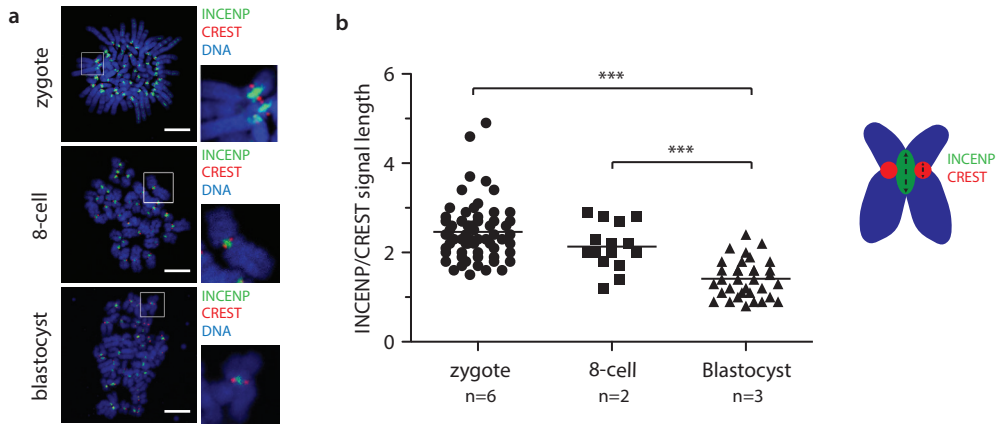 a
zygote
INCENP
CREST
DNA
8-cell
INCENP
CREST
DNA
blastocyst
INCENP
CREST
DNA
b
INCENP/CREST signal length
6
4
2
0
***
***
zygote
8-cell
Blastocyst
n=6
n=2
n=3
INCENP
CREST